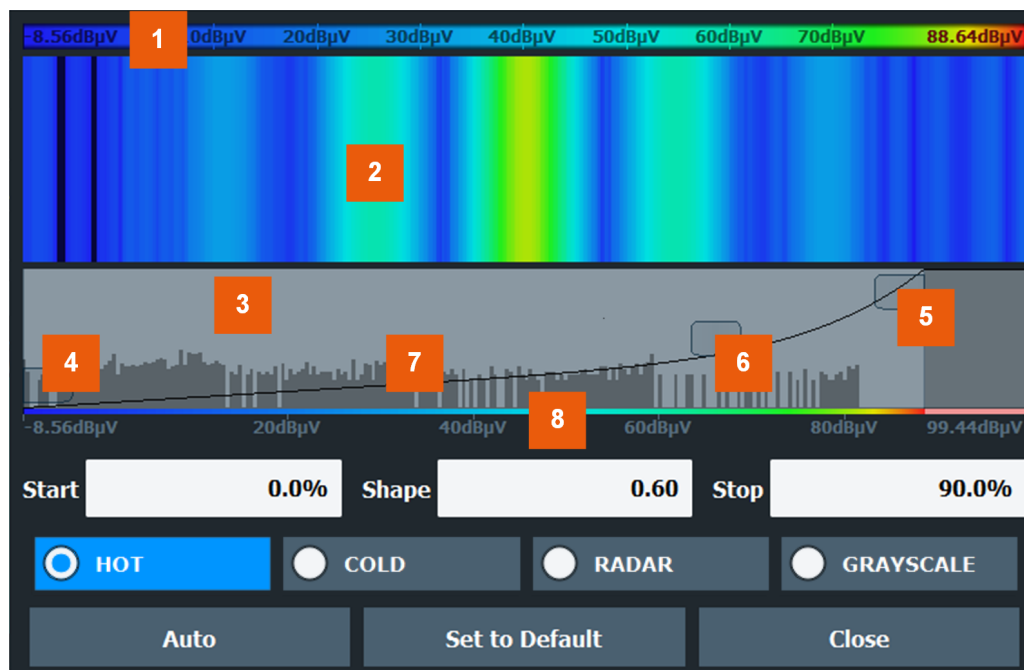 -8.56dBµV 1 0dBµV 20dBµV 30dBµV 40dBµV 50dBµV 60dBµV 70dBµV 88.64dBµV
2
3
5
4 7 6
8
-8.56dBµV 20dBµV 40dBµV 60dBµV 80dBµV 99.44dBµV
Start 0.0% Shape 0.60 Stop 90.0%
HOT COLD RADAR GRAYSCALE
Auto Set to Default Close